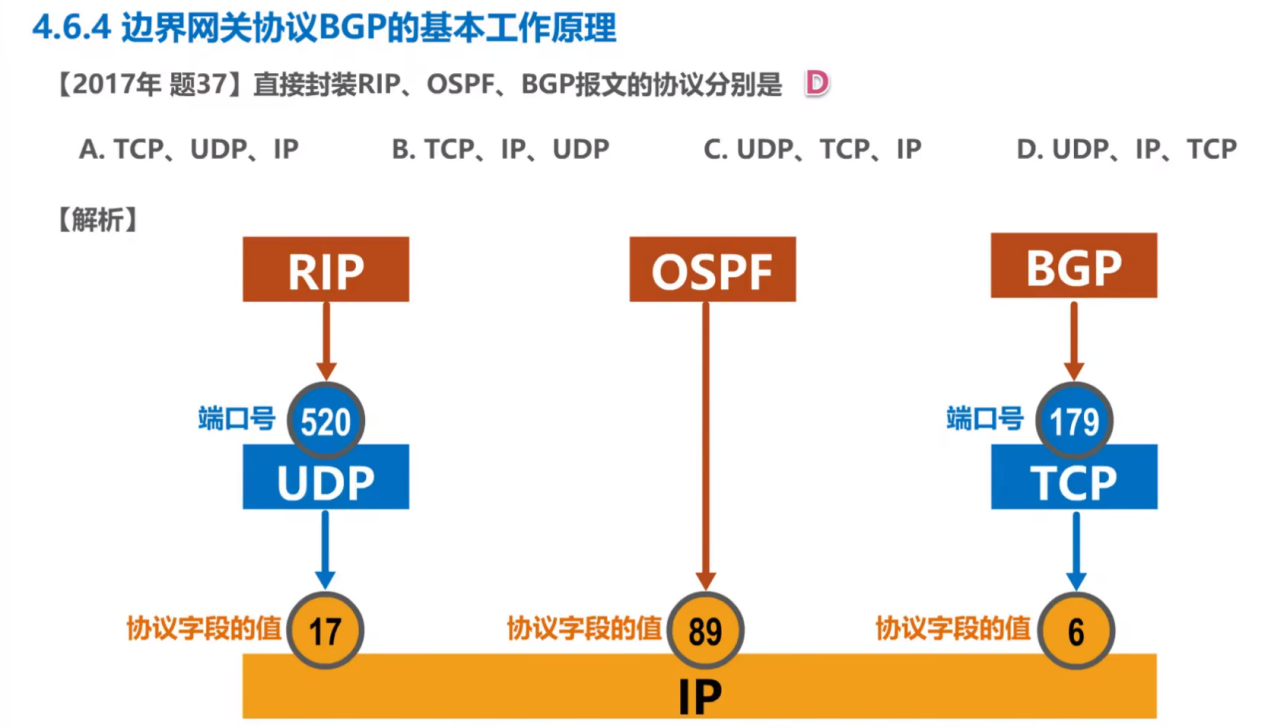 4.6.4 边界网关协议BGP的基本工作原理
【2017年 题37】直接封装RIP、OSPF、BGP报文的协议分别是 D
A. TCP、UDP、IP B. TCP、IP、UDP C. UDP、TCP、IP D. UDP、IP、TCP
【解析】
RIP OSPF BGP
端口号 520 端口号 179
UDP TCP
协议字段的值 17 协议字段的值 89 协议字段的值 6
IP